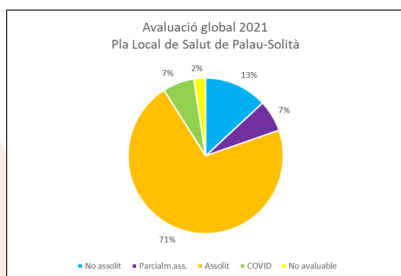 Avaluació global 2021
Pla Local de Salut de Palau-Solità
2%
7%
13%
7%
71%
No assolit Parcialm.ass. Assolit COVID No avaluable